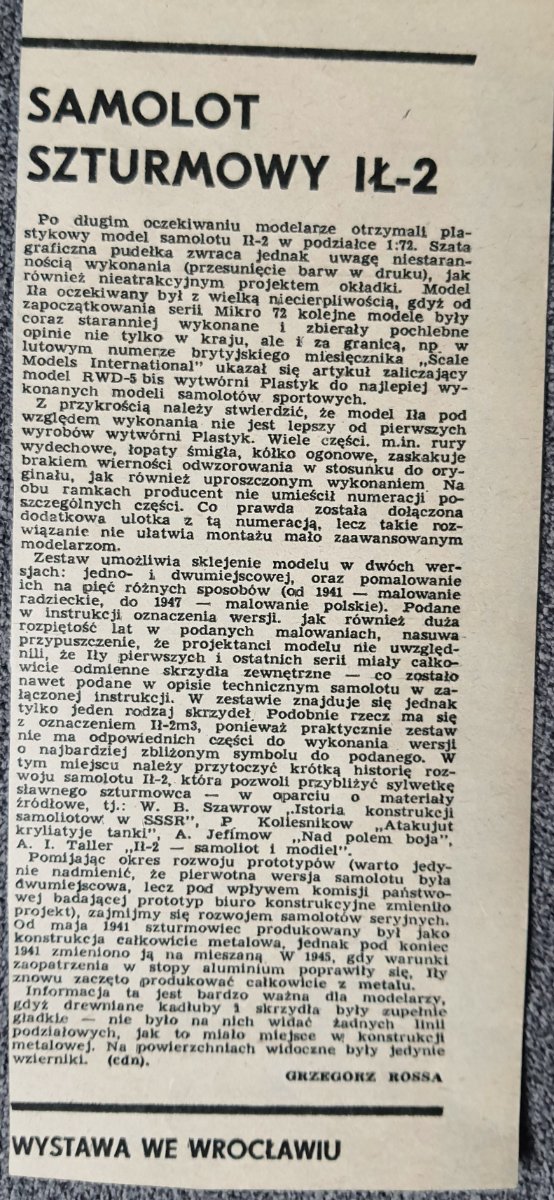 SAMOLOT
SZTURMOWY IŁ-2
Po długim oczekiwaniu modelarze otrzymali pla-
stykowy model samolotu Ił-2 w podziałce 1:72. Szata
graficzna pudełka zwraca jednak uwagę niestaran-
nością wykonania (przesunięcie barw w druku), jak
również nieatrakcyjnym projektem okładki. Model
Iła oczekiwany był z wielką niecierpliwością, gdyż od
zapoczątkowania serii Mikro 72 kolejne modele były
coraz staranniej wykonane i zbierały pochlebne
opinie nie tylko w kraju, ale i za granicą, np w
lutowym numerze brytyjskiego miesięcznika „Scale
Models International" ukazał się artykuł zaliczający
model RWD-5 bis wytwórni Plastyk do najlepiej wy-
konanych modeli samolotów sportowych.
Z przykrością należy stwierdzić, że model Iła pod
względem wykonania nie jest lepszy od pierwszych
wyrobów wytwórni Plastyk. Wiele części. m.in. rury
wydechowe, łopaty śmigła, kółko ogonowe, zaskakuje
brakiem wierności odwzorowania w stosunku do ory-
ginału, jak również uproszczonym wykonaniem Na
obu ramkach producent nie umieścił numeracji po-
szczególnych części. Co prawda została dołączona
dodatkowa ulotka z tą numeracją, lecz takie roz-
wiązanie nie ułatwia montażu mało zaawansowanym
modelarzom.
Zestaw umożliwia sklejenie modelu w dwóch wer-
sjach: jedno- i dwumiejscowej, oraz pomalowanie
ich na pięć różnych sposobów (od 1941 — malowanie
radzieckie, do 1947 — malowanie polskie). Podane
w instrukcji oznaczenia wersji. jak również duża
rozpiętość lat w podanych malowaniach, nasuwa
przypuszczenie, że projektanci modelu nie uwzględ-
nili, że Iły pierwszych i ostatnich serii miały całko-
wicie odmienne skrzydła zewnętrzne — co zostało
nawet podane w opisie technicznym samolotu w za-
łączonej instrukcji. W zestawie znajduje się jednak
tylko jeden rodzaj skrzydeł. Podobnie rzecz ma się
z oznaczeniem Ił-2m3, ponieważ praktycznie zestaw
nie ma odpowiednich części do wykonania wersji
o najbardziej zbliżonym symbolu do podanego. W
tym miejscu należy przytoczyć krótką historię roz-
woju samolotu Ił-2, która pozwoli przybliżyć sylwetkę
sławnego szturmowca — w oparciu o materiały
źródłowe, tj.: W. B. Szawrow „Istoria konstrukcji
samoliotow w SSSR", P Koliesnikow „Atakujut
kryliatyje tanki", A. Jefimow „Nad polem boja",
A. I. Taller „Ił-2 — samoliot i modiel".
Pomijając okres rozwoju prototypów (warto jedy-
nie nadmienić, że pierwotna wersja samolotu była
dwumiejscowa, lecz pod wpływem komisji państwo-
wej badającej prototyp biuro konstrukcyjne zmieniło
projekt), zajmijmy się rozwojem samolotów seryjnych.
Od maja 1941 szturmowiec produkowany był jako
konstrukcja całkowicie metalowa, jednak pod koniec
1941 zmieniono ją na mieszaną W 1945, gdy warunki
zaopatrzenia w stopy aluminium poprawiły się, Iły
znowu zaczęto produkować całkowicie z metalu.
Informacja ta jest bardzo ważna dla modelarzy,
gdyż drewniane kadłuby i skrzydła były zupełnie
gładkie — nie było na nich widać żadnych linii
podziałowych, jak to miało miejsce w konstrukcji
metalowej. Na powierzchniach widoczne były jedynie
wzierniki. (cdn).
GRZEGORZ ROSSA
WYSTAWA WE WROCŁAWIU